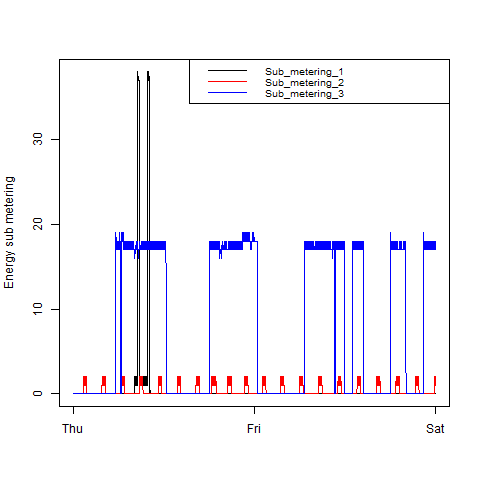 Sub_metering_1
Sub_metering_2
Sub_metering_3
Energy sub metering
30
20
10
0
Thu Fri Sat